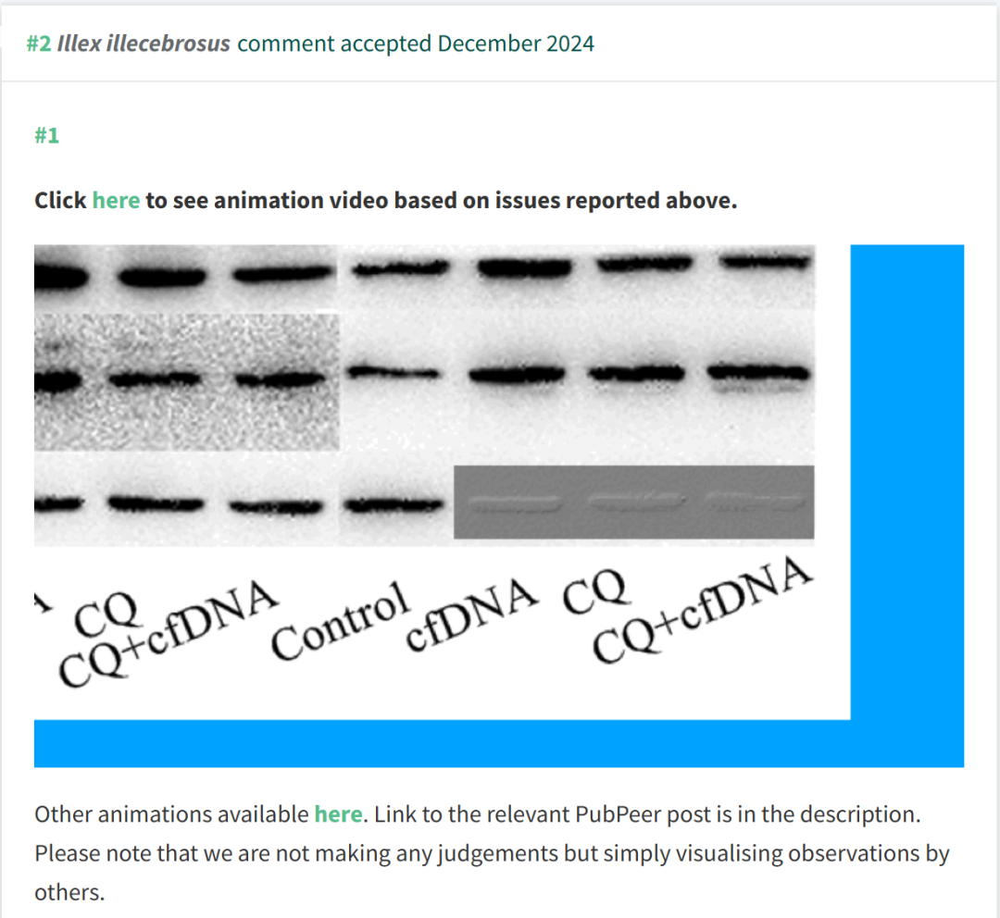 #2 Illex illecebrosus comment accepted December 2024
#1
Click here to see animation video based on issues reported above.
CQ
CQ+cfDNA
Control
cfDNA
CQ
CQ+cfDNA
Other animations available here. Link to the relevant PubPeer post is in the description.
Please note that we are not making any judgements but simply visualising observations by
others.